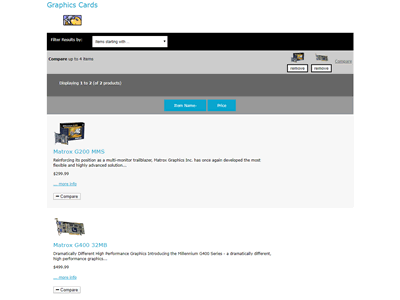 Graphics Cards
Filter Results by:
Items starting with ...
Compare up to 4 items
remove
remove
Compare
Displaying 1 to 2 (of 2 products)
Item Name-
Price
Matrox G200 MMS
Reinforcing its position as a multi-monitor trailblazer, Matrox Graphics Inc. has once again developed the most
flexible and highly advanced solution...
$299.99
... more info
Compare
Matrox G400 32MB
Dramatically Different High Performance Graphics Introducing the Millennium G400 Series - a dramatically different,
high performance graphics...
$499.99
... more info
Compare